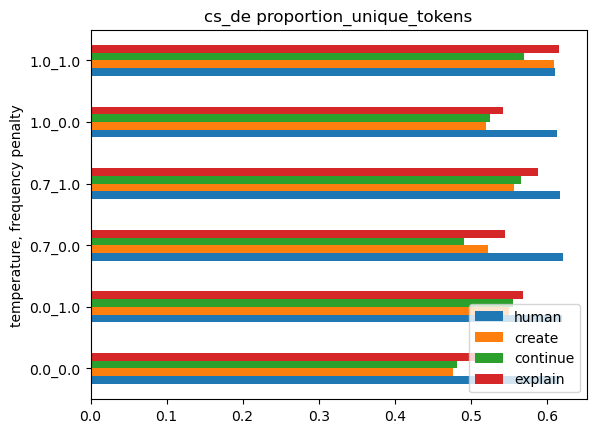 cs_de proportion_unique_tokens
temperature, frequency penalty
1.0_1.0
1.0_0.0
0.7_1.0
0.7_0.0
0.0_1.0
0.0_0.0
human
create
continue
explain
0.0 0.1 0.2 0.3 0.4 0.5 0.6